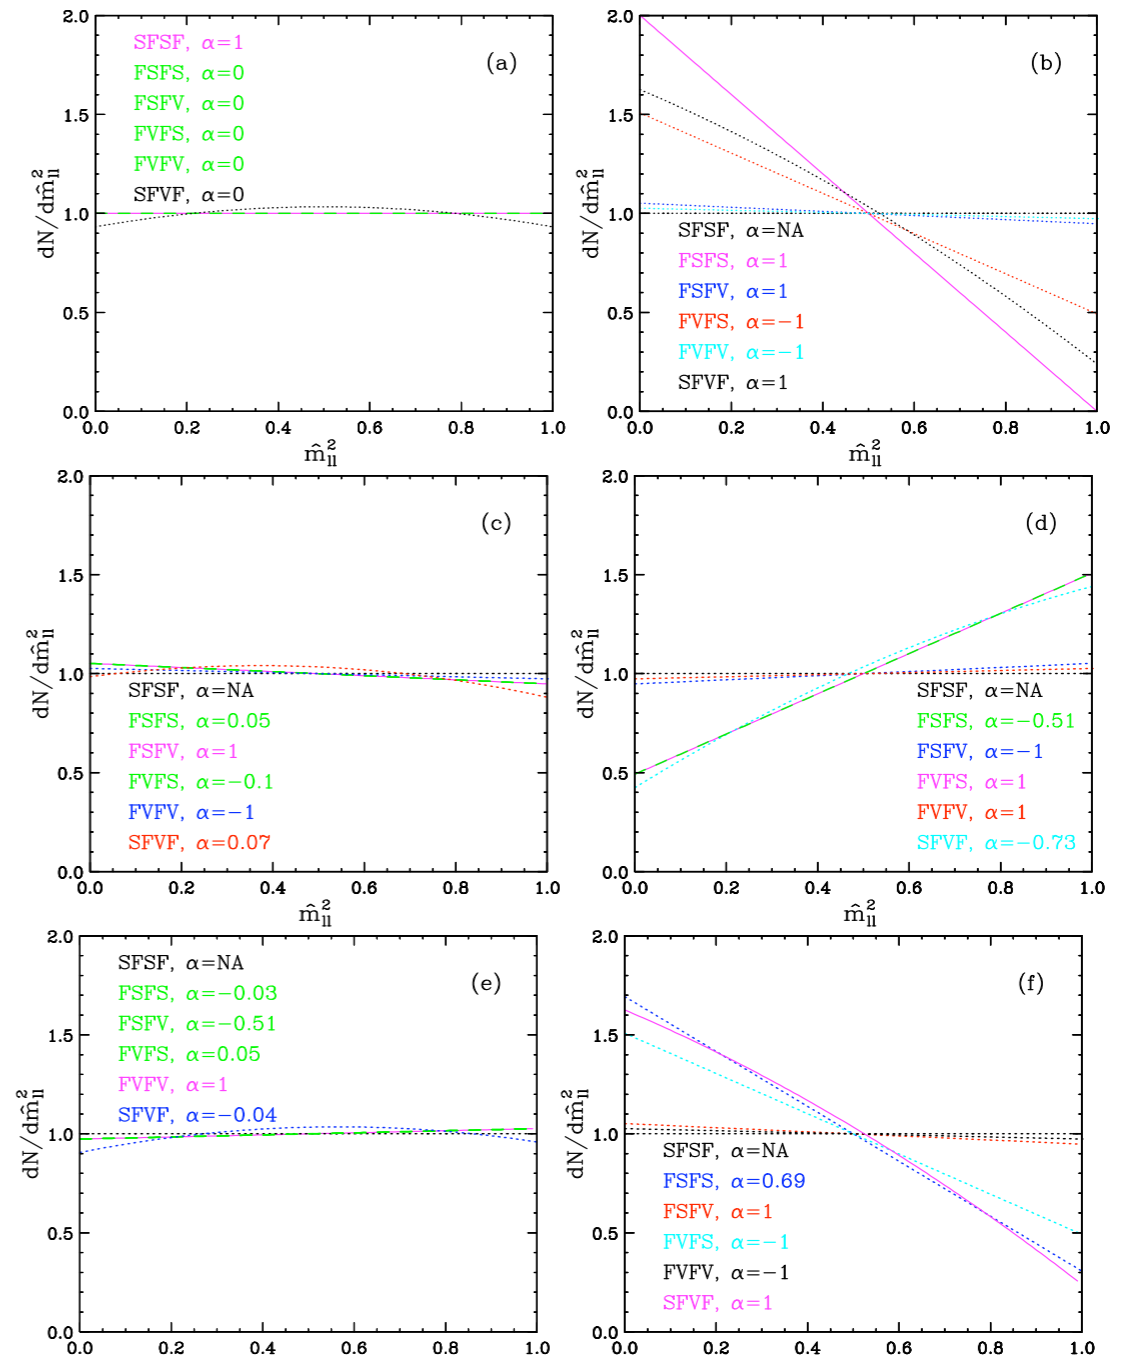 2.0
SFSF, α=1
(a)
FSFS, α=0
FSFV, α=0
1.5
FVFS, α=0
FVFV, α=0
SFVF, α=0
1.0
0.5
0.0
0.0 0.2 0.4 0.6 0.8 1.0
dN/dm̂²ll
m̂²ll
2.0
(b)
1.5
1.0
SFSF, α=NA
FSFS, α=1
FSFV, α=1
0.5
FVFS, α=−1
FVFV, α=−1
SFVF, α=1
0.0
0.0 0.2 0.4 0.6 0.8 1.0
dN/dm̂²ll
m̂²ll
2.0
(c)
1.5
1.0
SFSF, α=NA
FSFS, α=0.05
FSFV, α=1
0.5
FVFS, α=−0.1
FVFV, α=−1
SFVF, α=0.07
0.0
0.0 0.2 0.4 0.6 0.8 1.0
dN/dm̂²ll
m̂²ll
2.0
(d)
1.5
1.0
SFSF, α=NA
FSFS, α=−0.51
FSFV, α=−1
0.5
FVFS, α=1
FVFV, α=1
SFVF, α=−0.73
0.0
0.0 0.2 0.4 0.6 0.8 1.0
dN/dm̂²ll
m̂²ll
2.0
SFSF, α=NA
(e)
FSFS, α=−0.03
FSFV, α=−0.51
1.5
FVFS, α=0.05
FVFV, α=1
SFVF, α=−0.04
1.0
0.5
0.0
0.0 0.2 0.4 0.6 0.8 1.0
dN/dm̂²ll
2.0
(f)
1.5
1.0
SFSF, α=NA
FSFS, α=0.69
FSFV, α=1
0.5
FVFS, α=−1
FVFV, α=−1
SFVF, α=1
0.0
0.0 0.2 0.4 0.6 0.8 1.0
dN/dm̂²ll